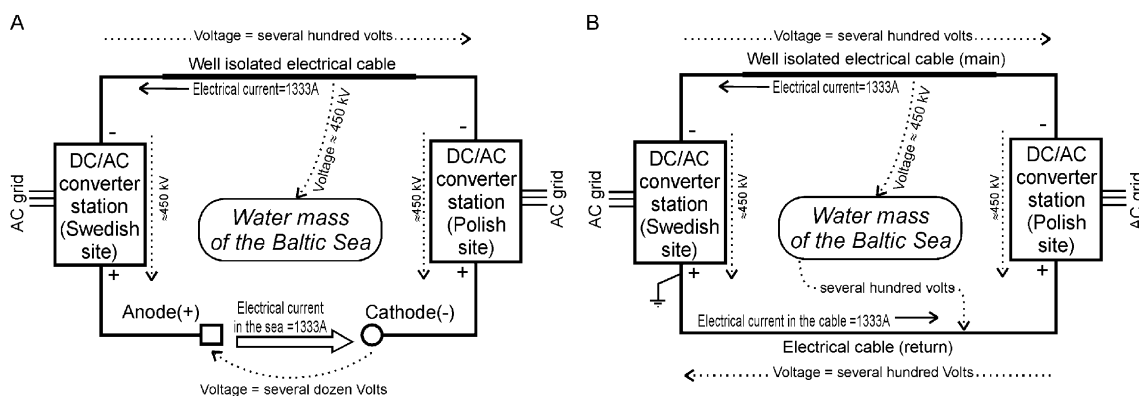 A
Voltage = several hundred volts
Well isolated electrical cable
Electrical current=1333A
Voltage ≈ 450 kV
-
-
DC/AC
converter
station
(Swedish
site)
AC grid
≈450 kV
Water mass
of the Baltic Sea
≈450 kV
DC/AC
converter
station
(Polish
site)
AC grid
+
+
Anode(+)
Electrical current
in the sea =1333A
Cathode(-)
Voltage = several dozen Volts
B
Voltage = several hundred volts
Well isolated electrical cable (main)
Electrical current=1333A
Voltage ≈ 450 kV
-
-
DC/AC
converter
station
(Swedish
site)
AC grid
≈450 kV
Water mass
of the Baltic Sea
≈450 kV
DC/AC
converter
station
(Polish
site)
AC grid
+
+
several hundred volts
Electrical current in the cable =1333A
Electrical cable (return)
Voltage = several hundred Volts